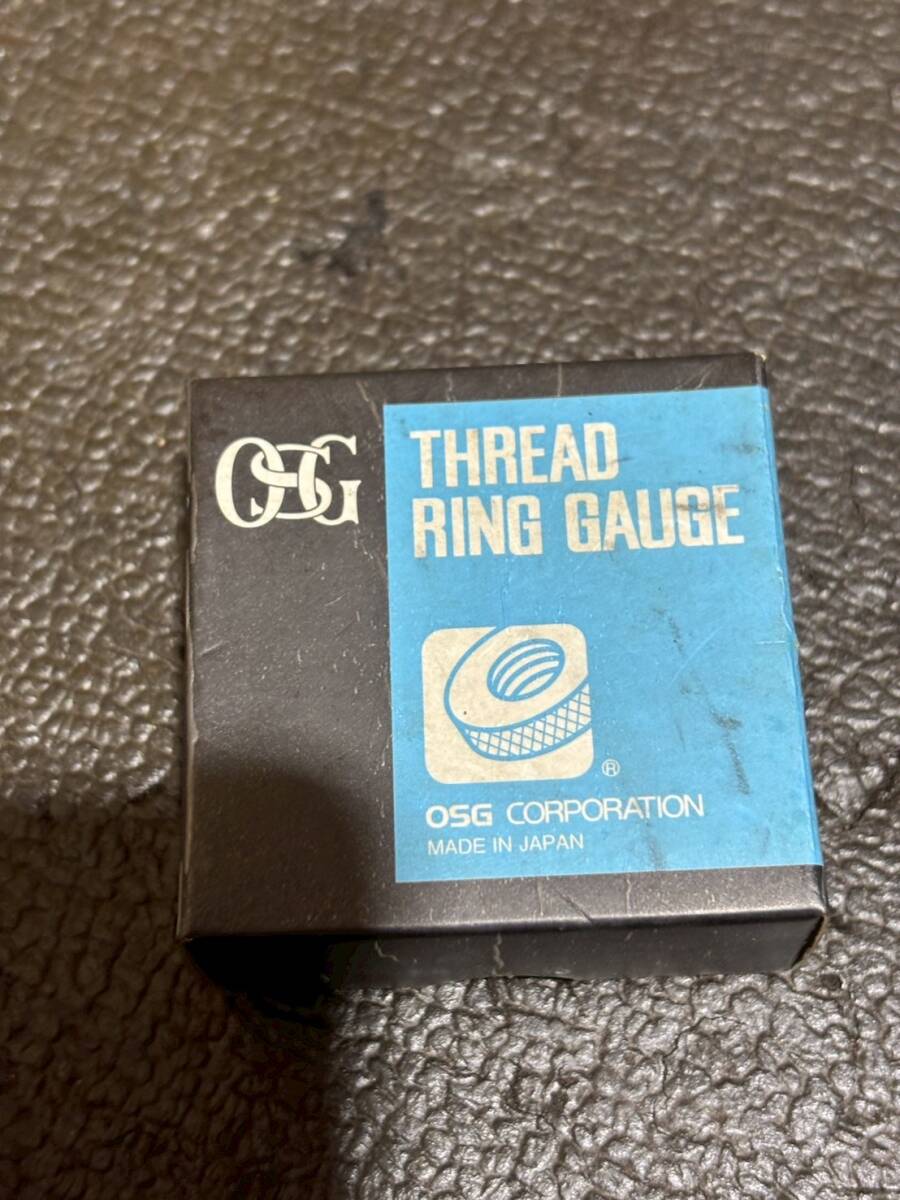 OSG
THREAD
RING GAUGE
®
OSG CORPORATION
MADE IN JAPAN